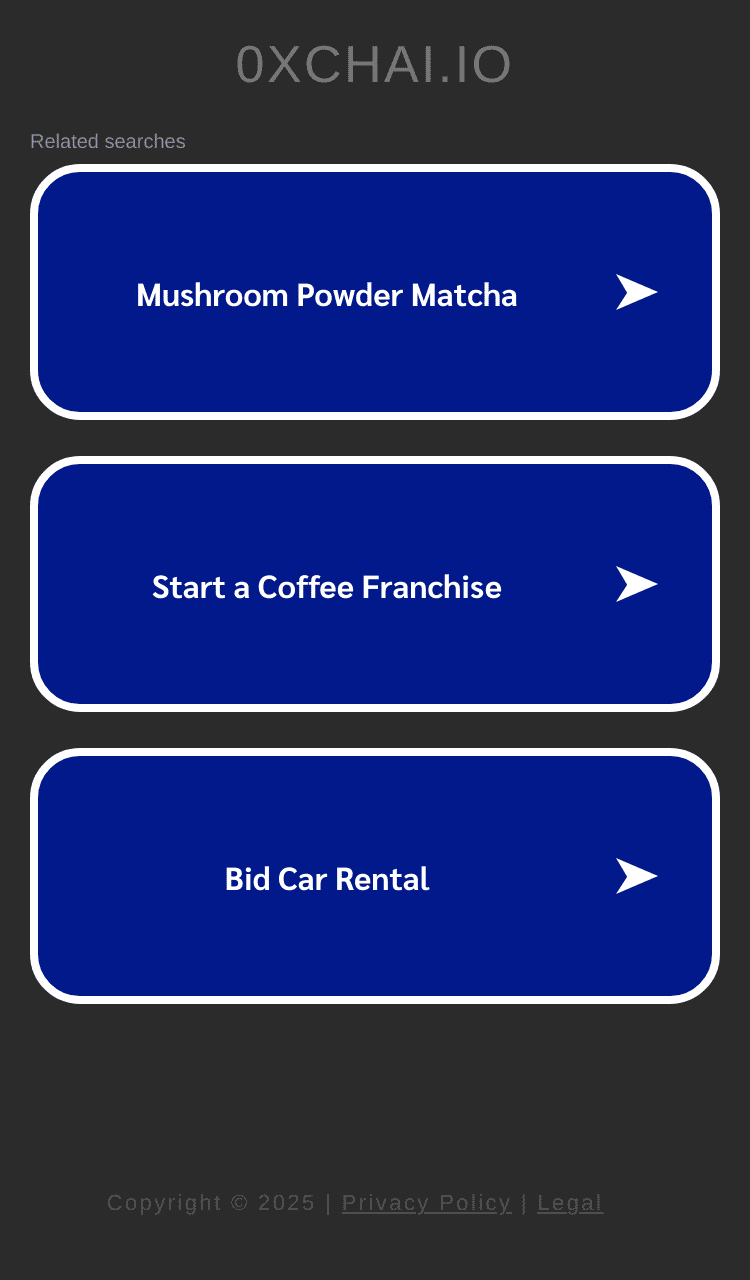 0XCHAI.IO
Related searches
Mushroom Powder Matcha
Start a Coffee Franchise
Bid Car Rental
Copyright © 2025 | Privacy Policy | Legal